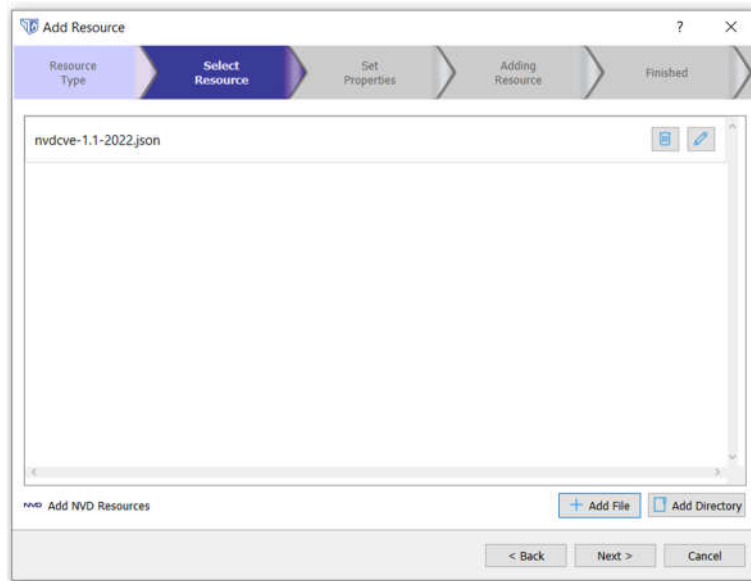 Add Resource
?
Resource
Type
Select
Resource
Set
Properties
Adding
Resource
Finished
nvdcve-1.1-2022.json
NVD Add NVD Resources
Add File
Add Directory
< Back
Next >
Cancel